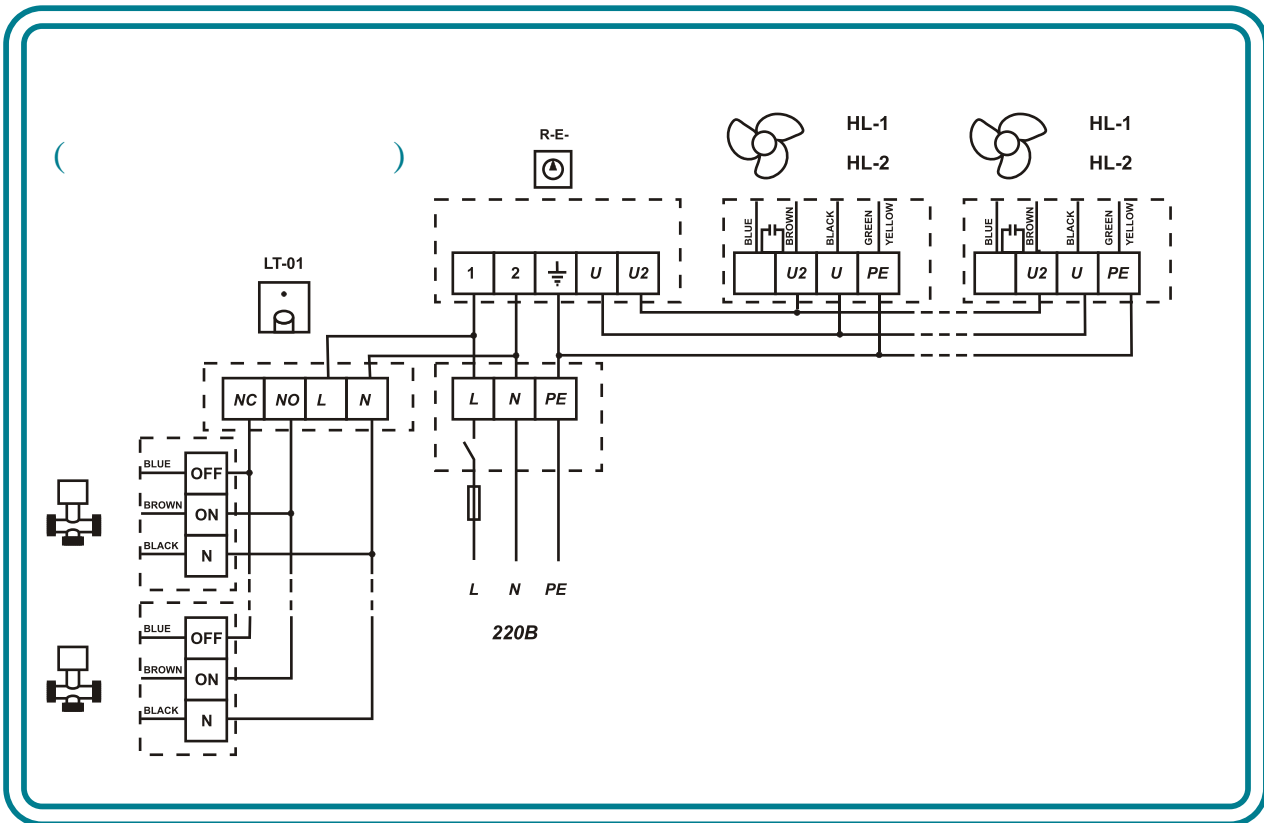 ( )
R-E-
HL-1
HL-2
HL-1
HL-2
BLUE BROWN BLACK GREEN YELLOW
BLUE BROWN BLACK GREEN YELLOW
1 2 U U2
U2 U PE
U2 U PE
LT-01
NC NO L N
L N PE
BLUE OFF
BROWN ON
BLACK N
L N PE
220В
BLUE OFF
BROWN ON
BLACK N